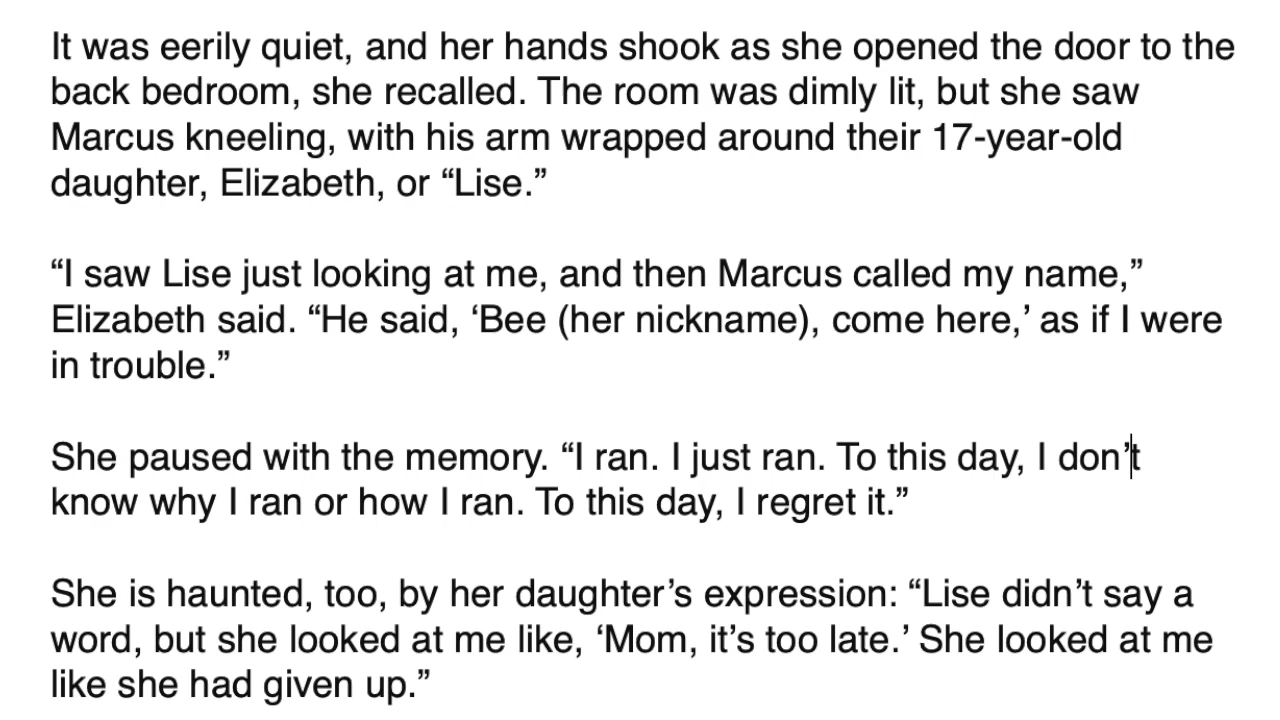 It was eerily quiet, and her hands shook as she opened the door to the
back bedroom, she recalled. The room was dimly lit, but she saw
Marcus kneeling, with his arm wrapped around their 17-year-old
daughter, Elizabeth, or “Lise.”
“I saw Lise just looking at me, and then Marcus called my name,”
Elizabeth said. “He said, ‘Bee (her nickname), come here,’ as if I were
in trouble.”
She paused with the memory. “I ran. I just ran. To this day, I don’t
know why I ran or how I ran. To this day, I regret it.”
She is haunted, too, by her daughter’s expression: “Lise didn’t say a
word, but she looked at me like, ‘Mom, it’s too late.’ She looked at me
like she had given up.”